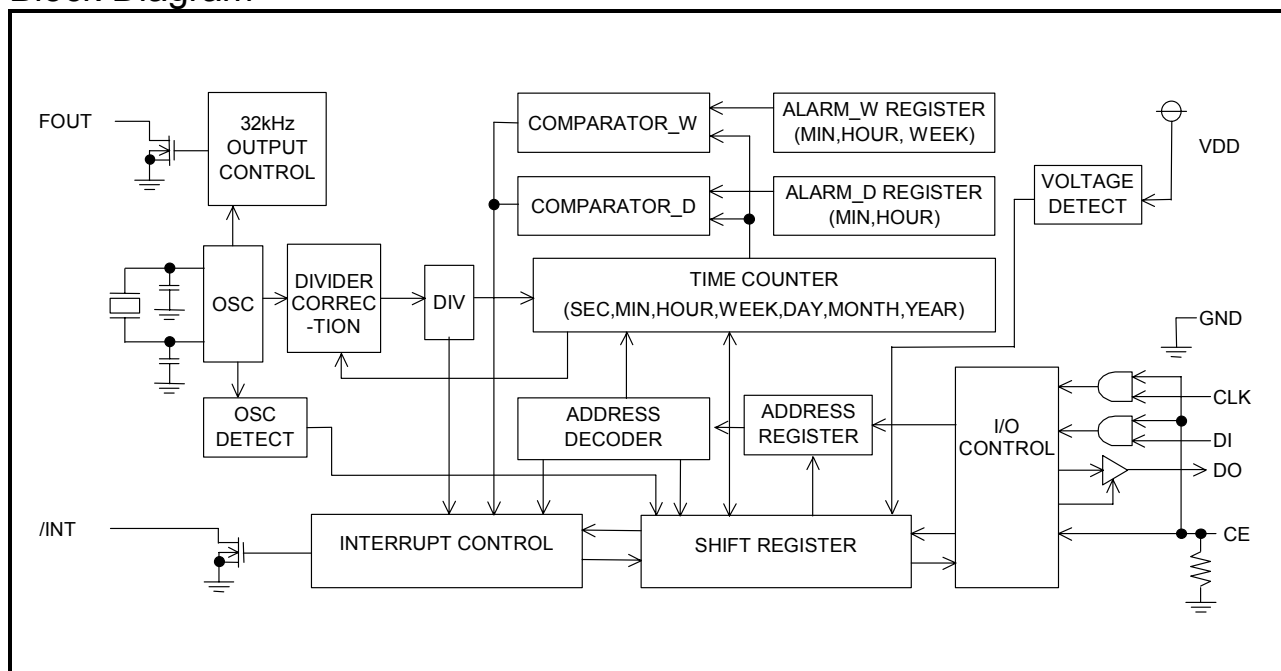 Block Diagram
FOUT
32kHz
OUTPUT
CONTROL
COMPARATOR_W
ALARM_W REGISTER
(MIN,HOUR, WEEK)
VDD
COMPARATOR_D
ALARM_D REGISTER
(MIN,HOUR)
VOLTAGE
DETECT
OSC
DIVIDER
CORREC
-TION
DIV
TIME COUNTER
(SEC,MIN,HOUR,WEEK,DAY,MONTH,YEAR)
GND
OSC
DETECT
ADDRESS
DECODER
ADDRESS
REGISTER
I/O
CONTROL
CLK
DI
DO
/INT
INTERRUPT CONTROL
SHIFT REGISTER
CE